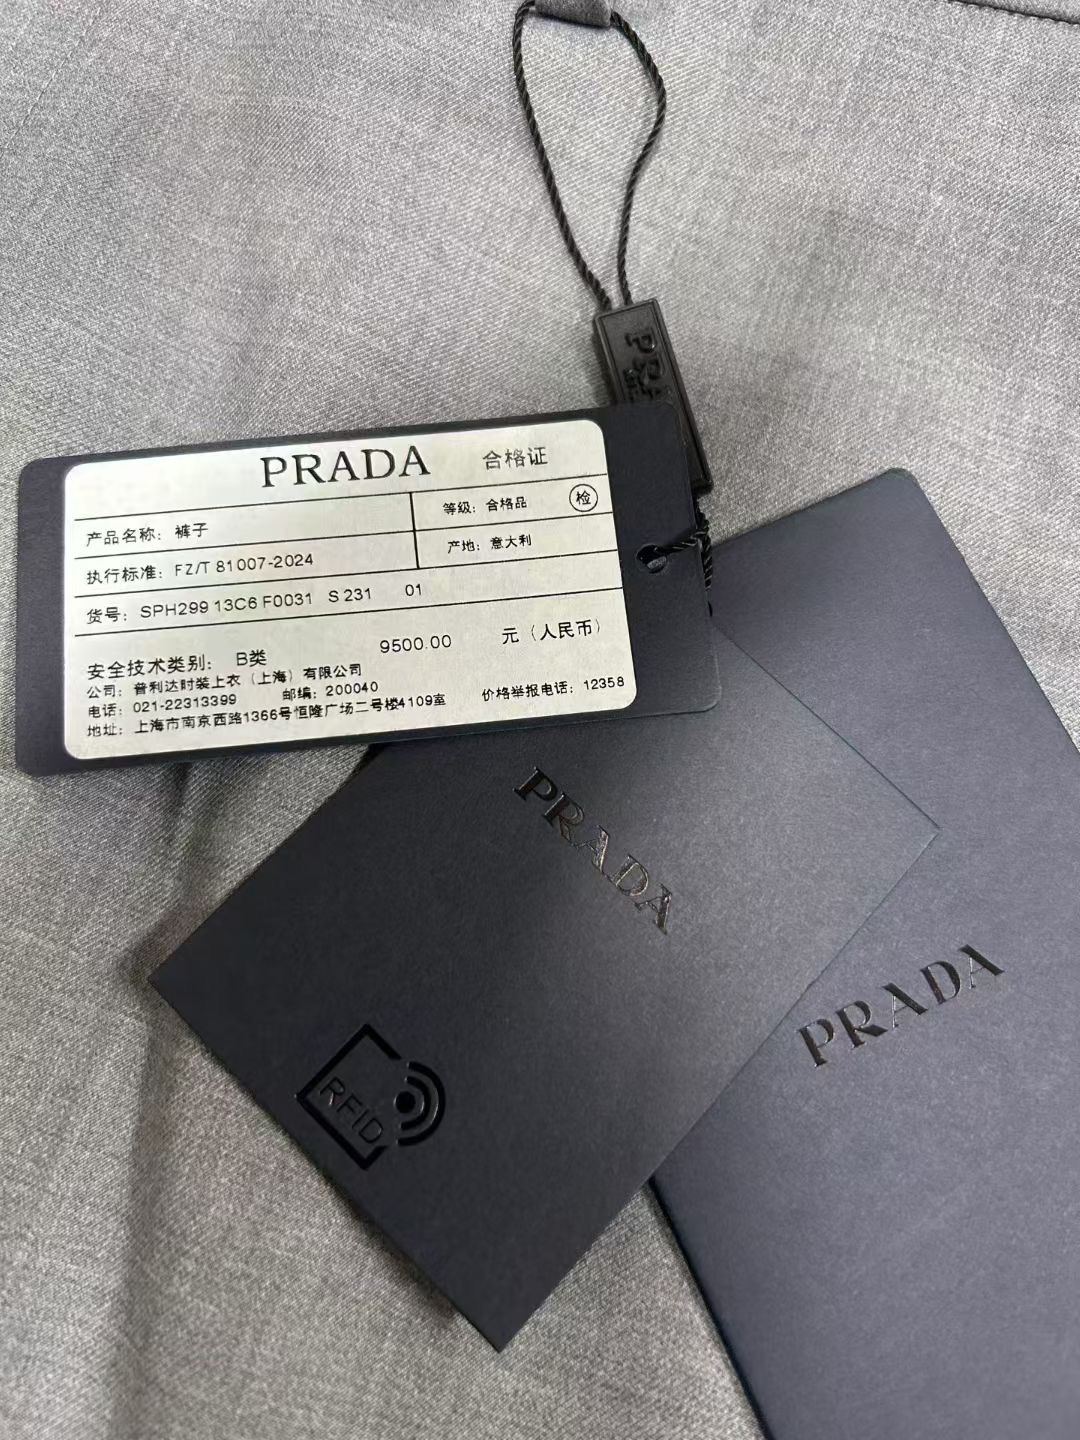 PRADA
PRADA 合格证
产品名称：裤子 等级：合格品 检
执行标准：FZ/T 81007-2024 产地：意大利
货号：SPH299 13C6 F0031 S 231 01
安全技术类别： B类 9500.00 元（人民币）
公司：普利达时装上衣（上海）有限公司
电话：021-22313399 邮编：200040 价格举报电话：12358
地址：上海市南京西路1366号恒隆广场二号楼4109室
PRADA
PRADA
RFID